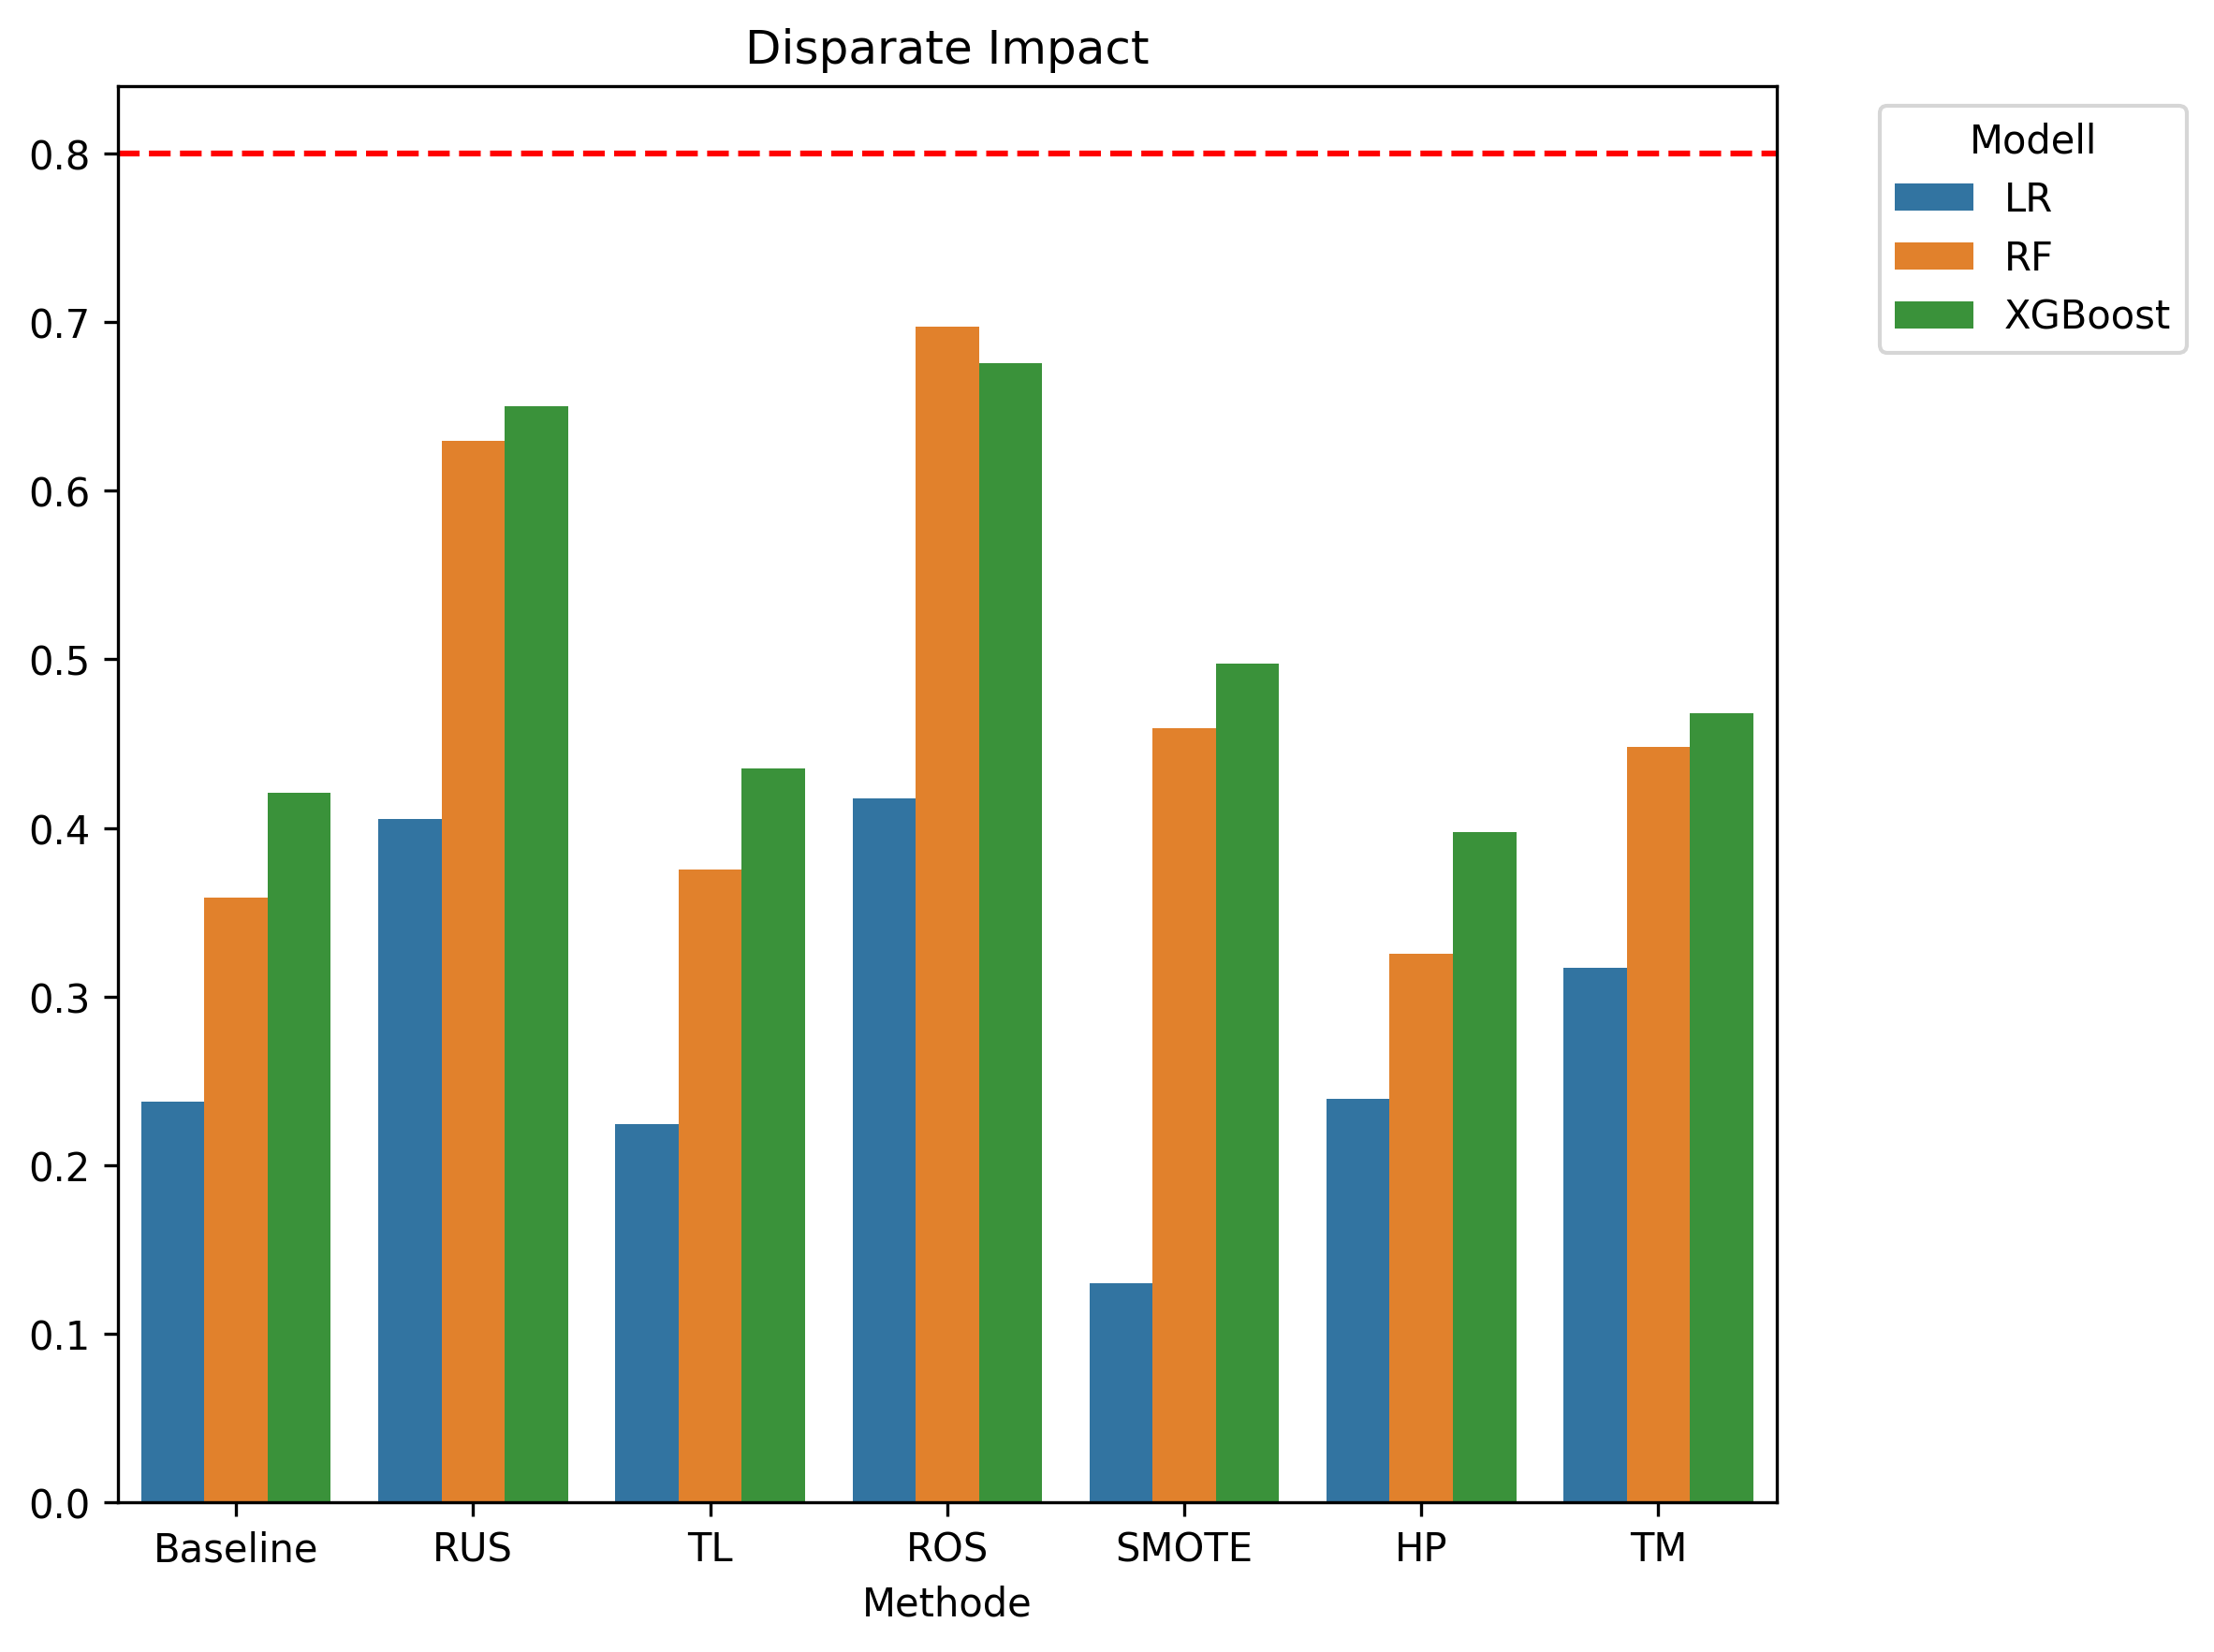 Disparate Impact
0.8
0.7
0.6
0.5
0.4
0.3
0.2
0.1
0.0
Baseline RUS TL ROS SMOTE HP TM
Methode
Modell
LR
RF
XGBoost